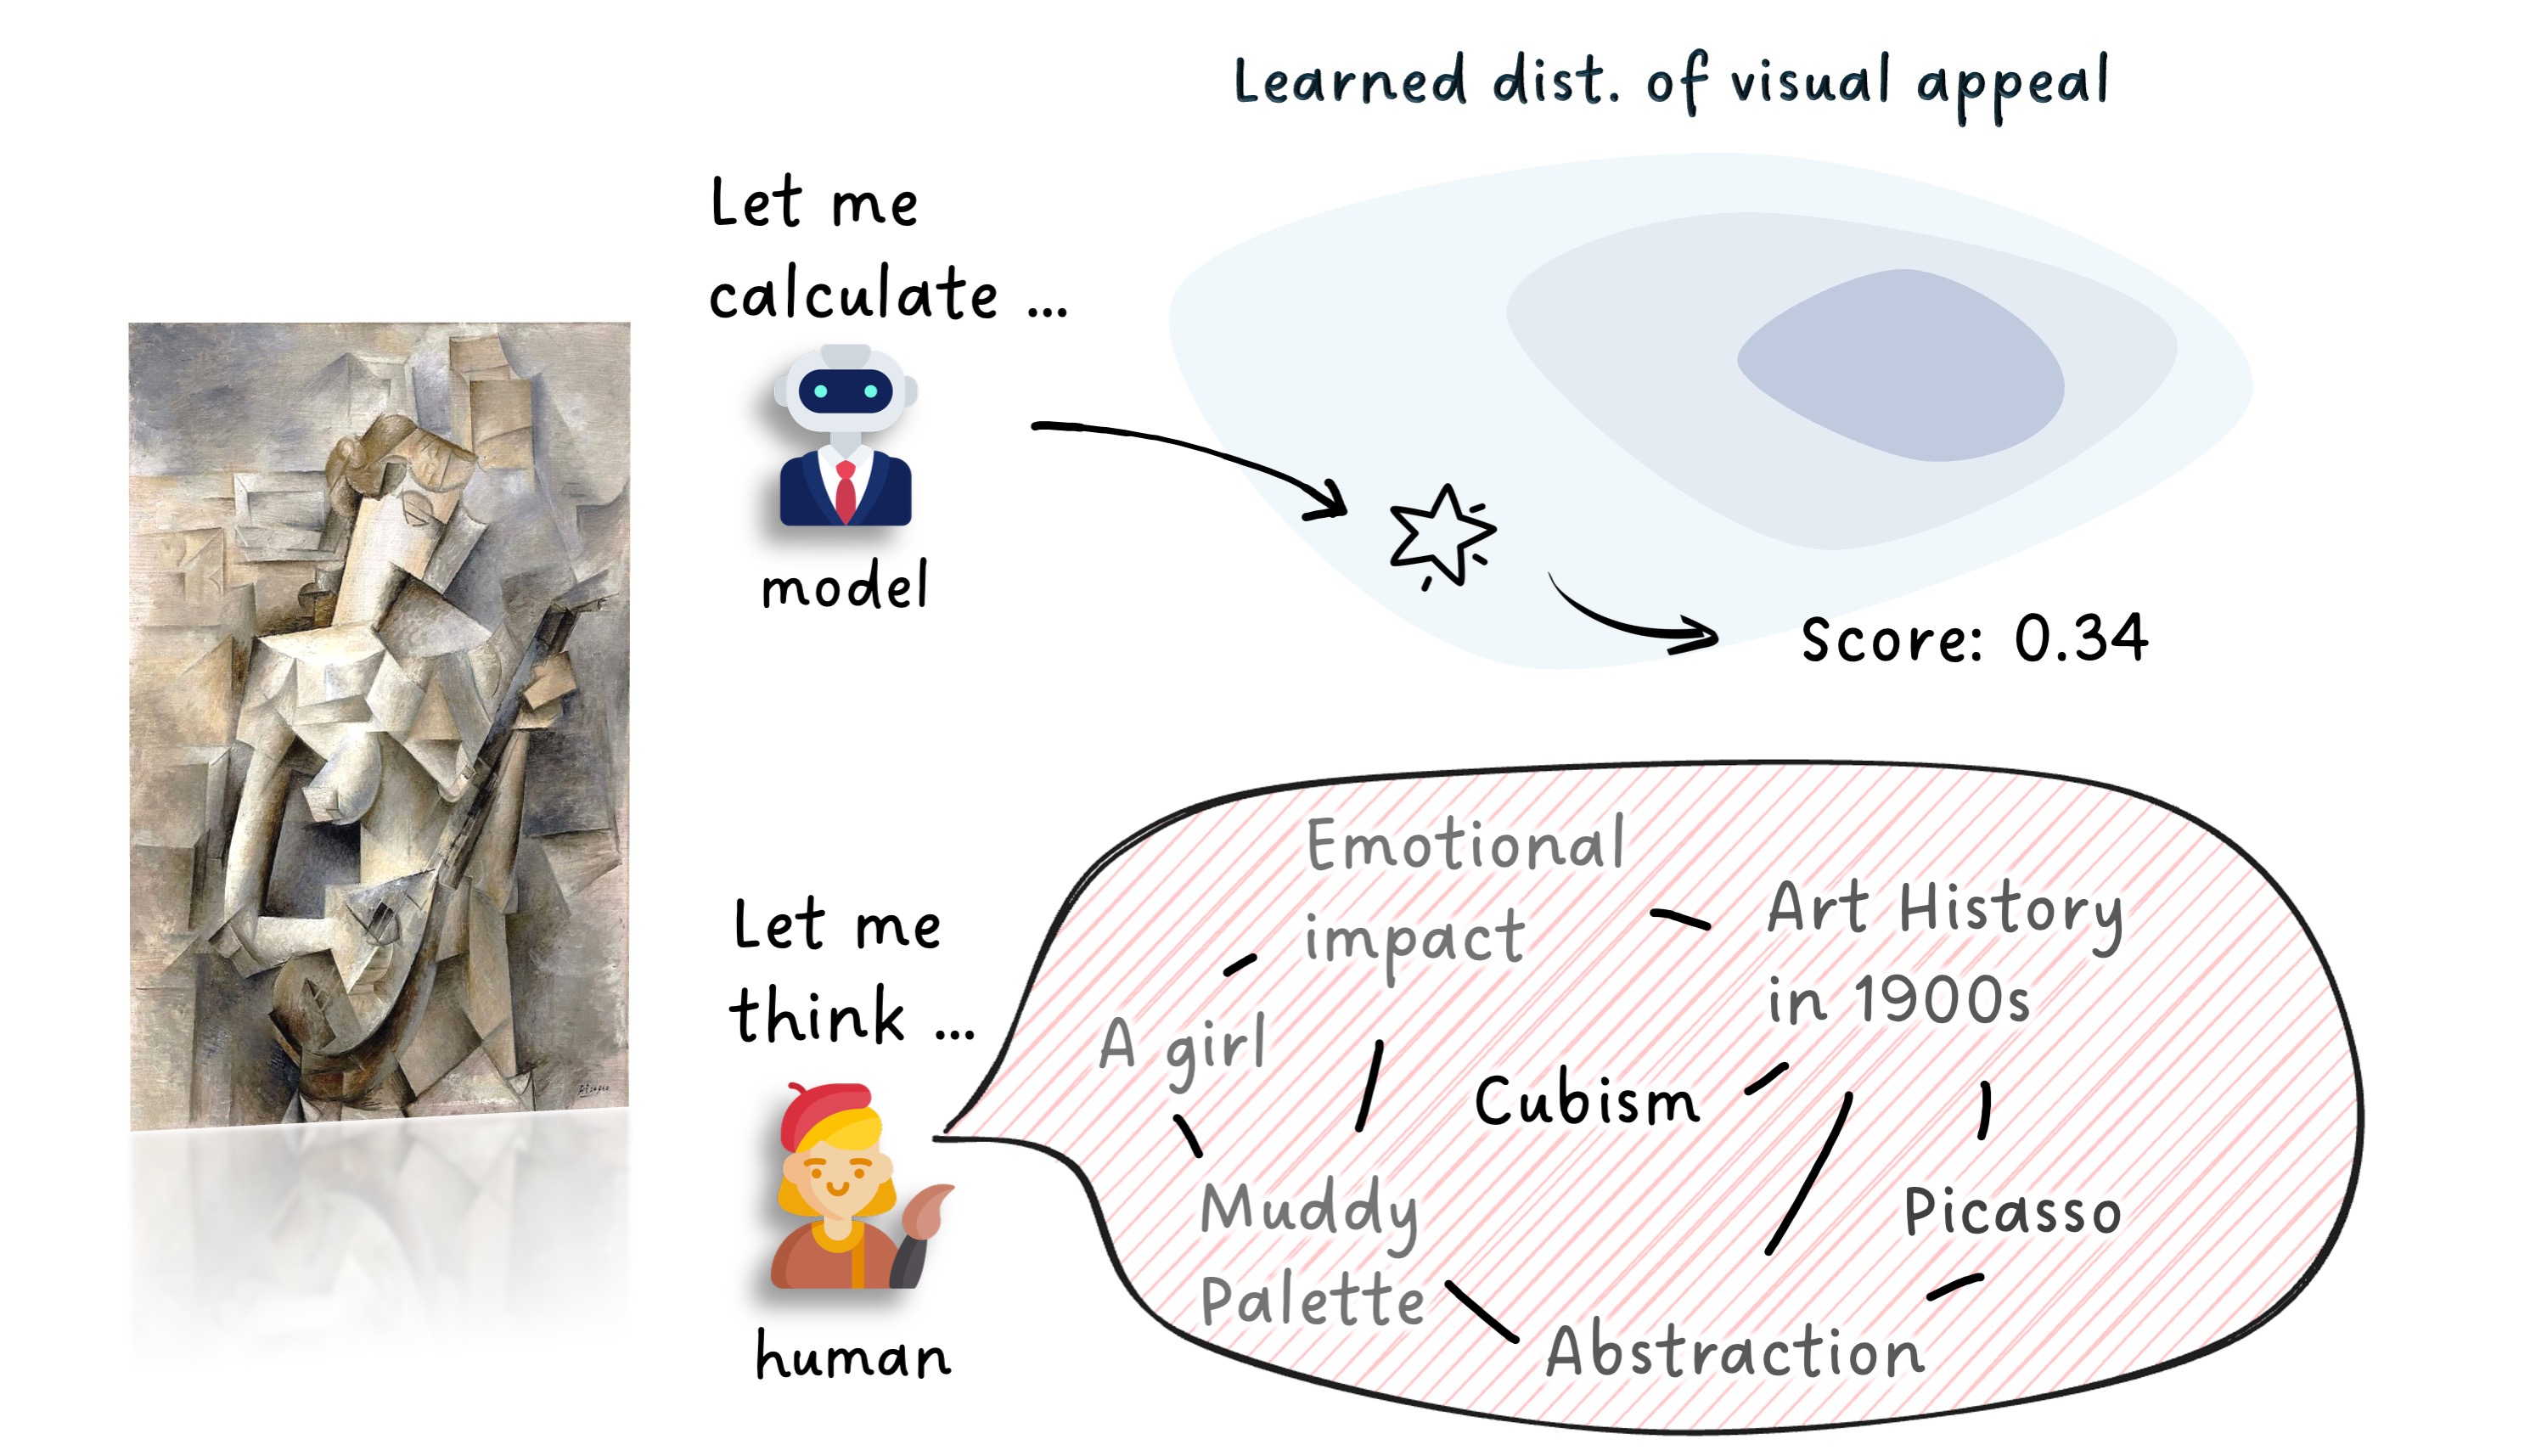 Learned dist. of visual appeal
Let me
calculate ...
model
Score: 0.34
Let me
think ...
human
Emotional
impact
Art History
in 1900s
A girl
Cubism
Muddy
Palette
Picasso
Abstraction
Picasso